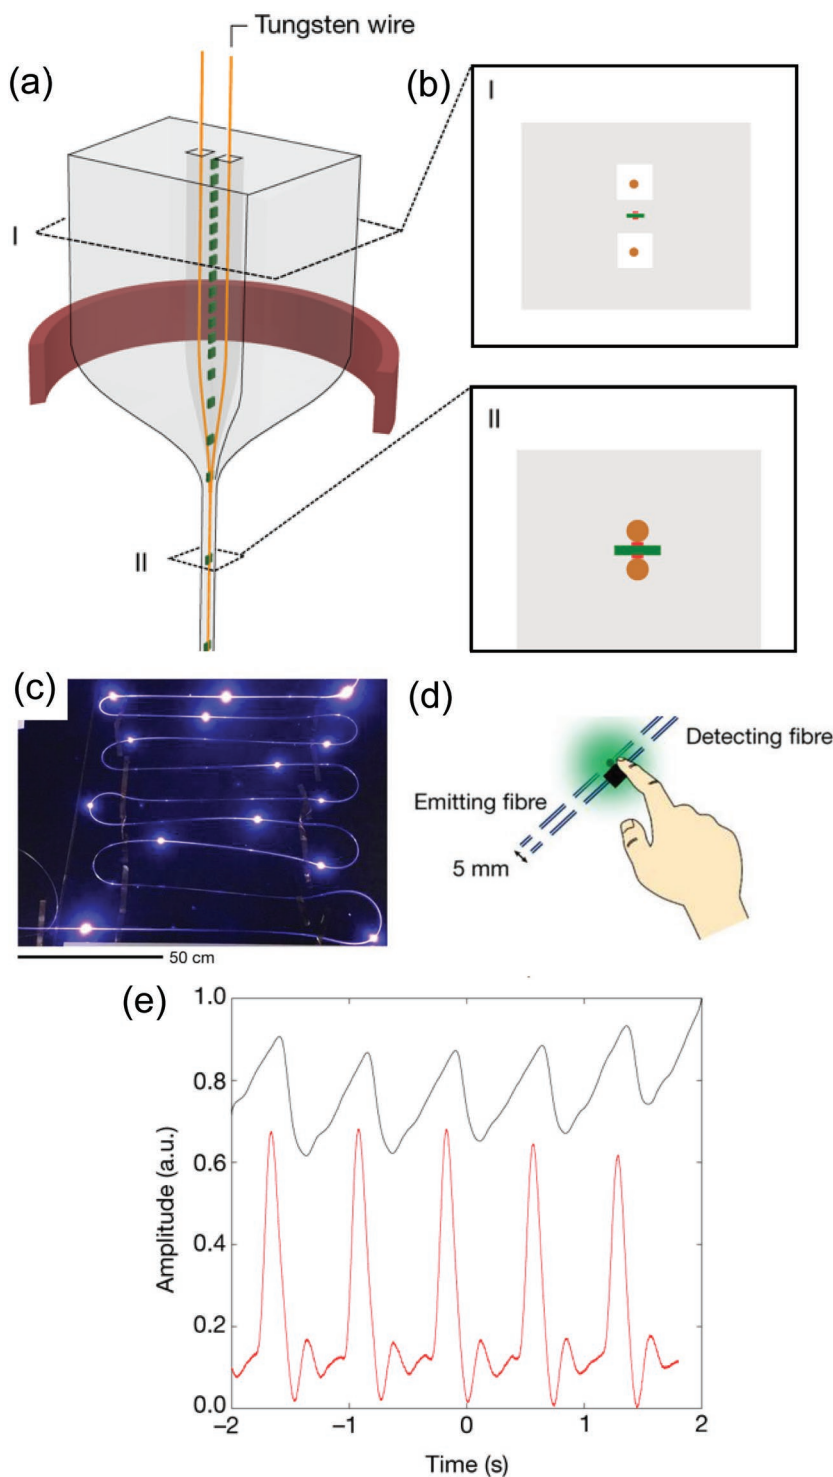 Tungsten wire
(a)
(b)
I
I
II
II
(c)
50 cm
(d)
Detecting fibre
Emitting fibre
5 mm
(e)
1.0
0.8
0.6
0.4
0.2
0.0
Amplitude (a.u.)
−2
−1
0
1
2
Time (s)